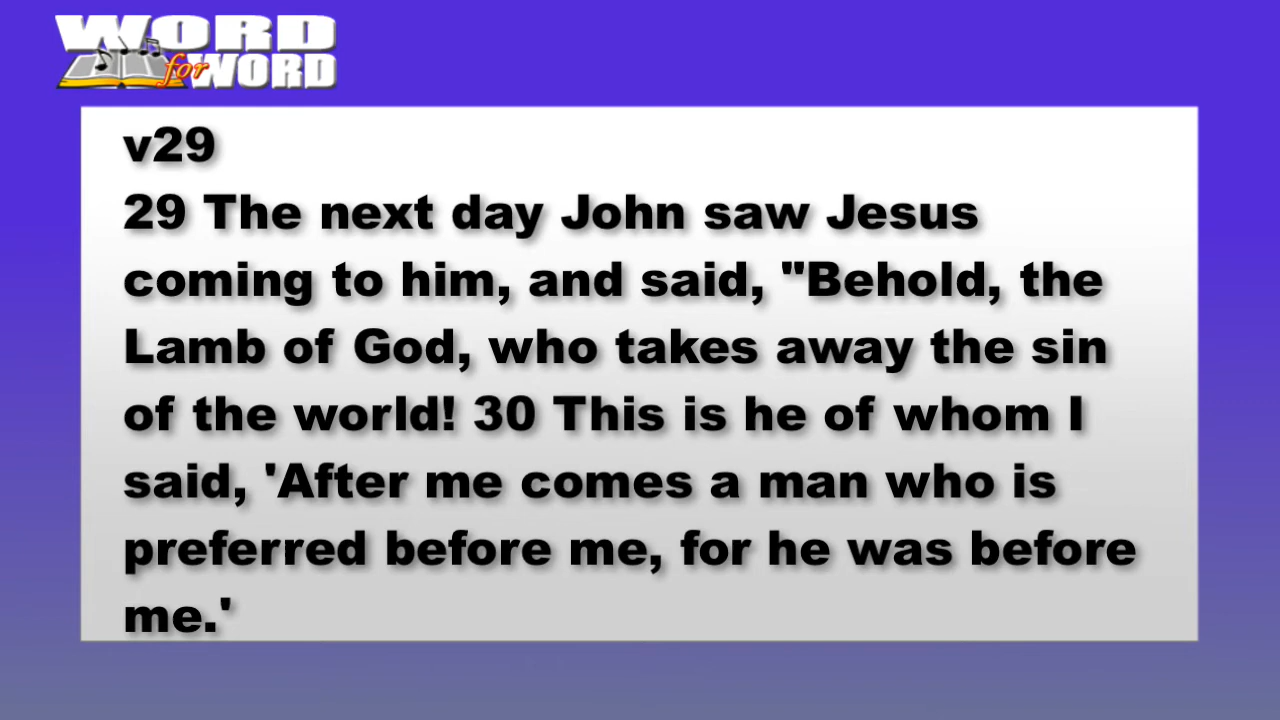 WORD
for WORD
v29
29 The next day John saw Jesus
coming to him, and said, "Behold, the
Lamb of God, who takes away the sin
of the world! 30 This is he of whom I
said, 'After me comes a man who is
preferred before me, for he was before
me.'